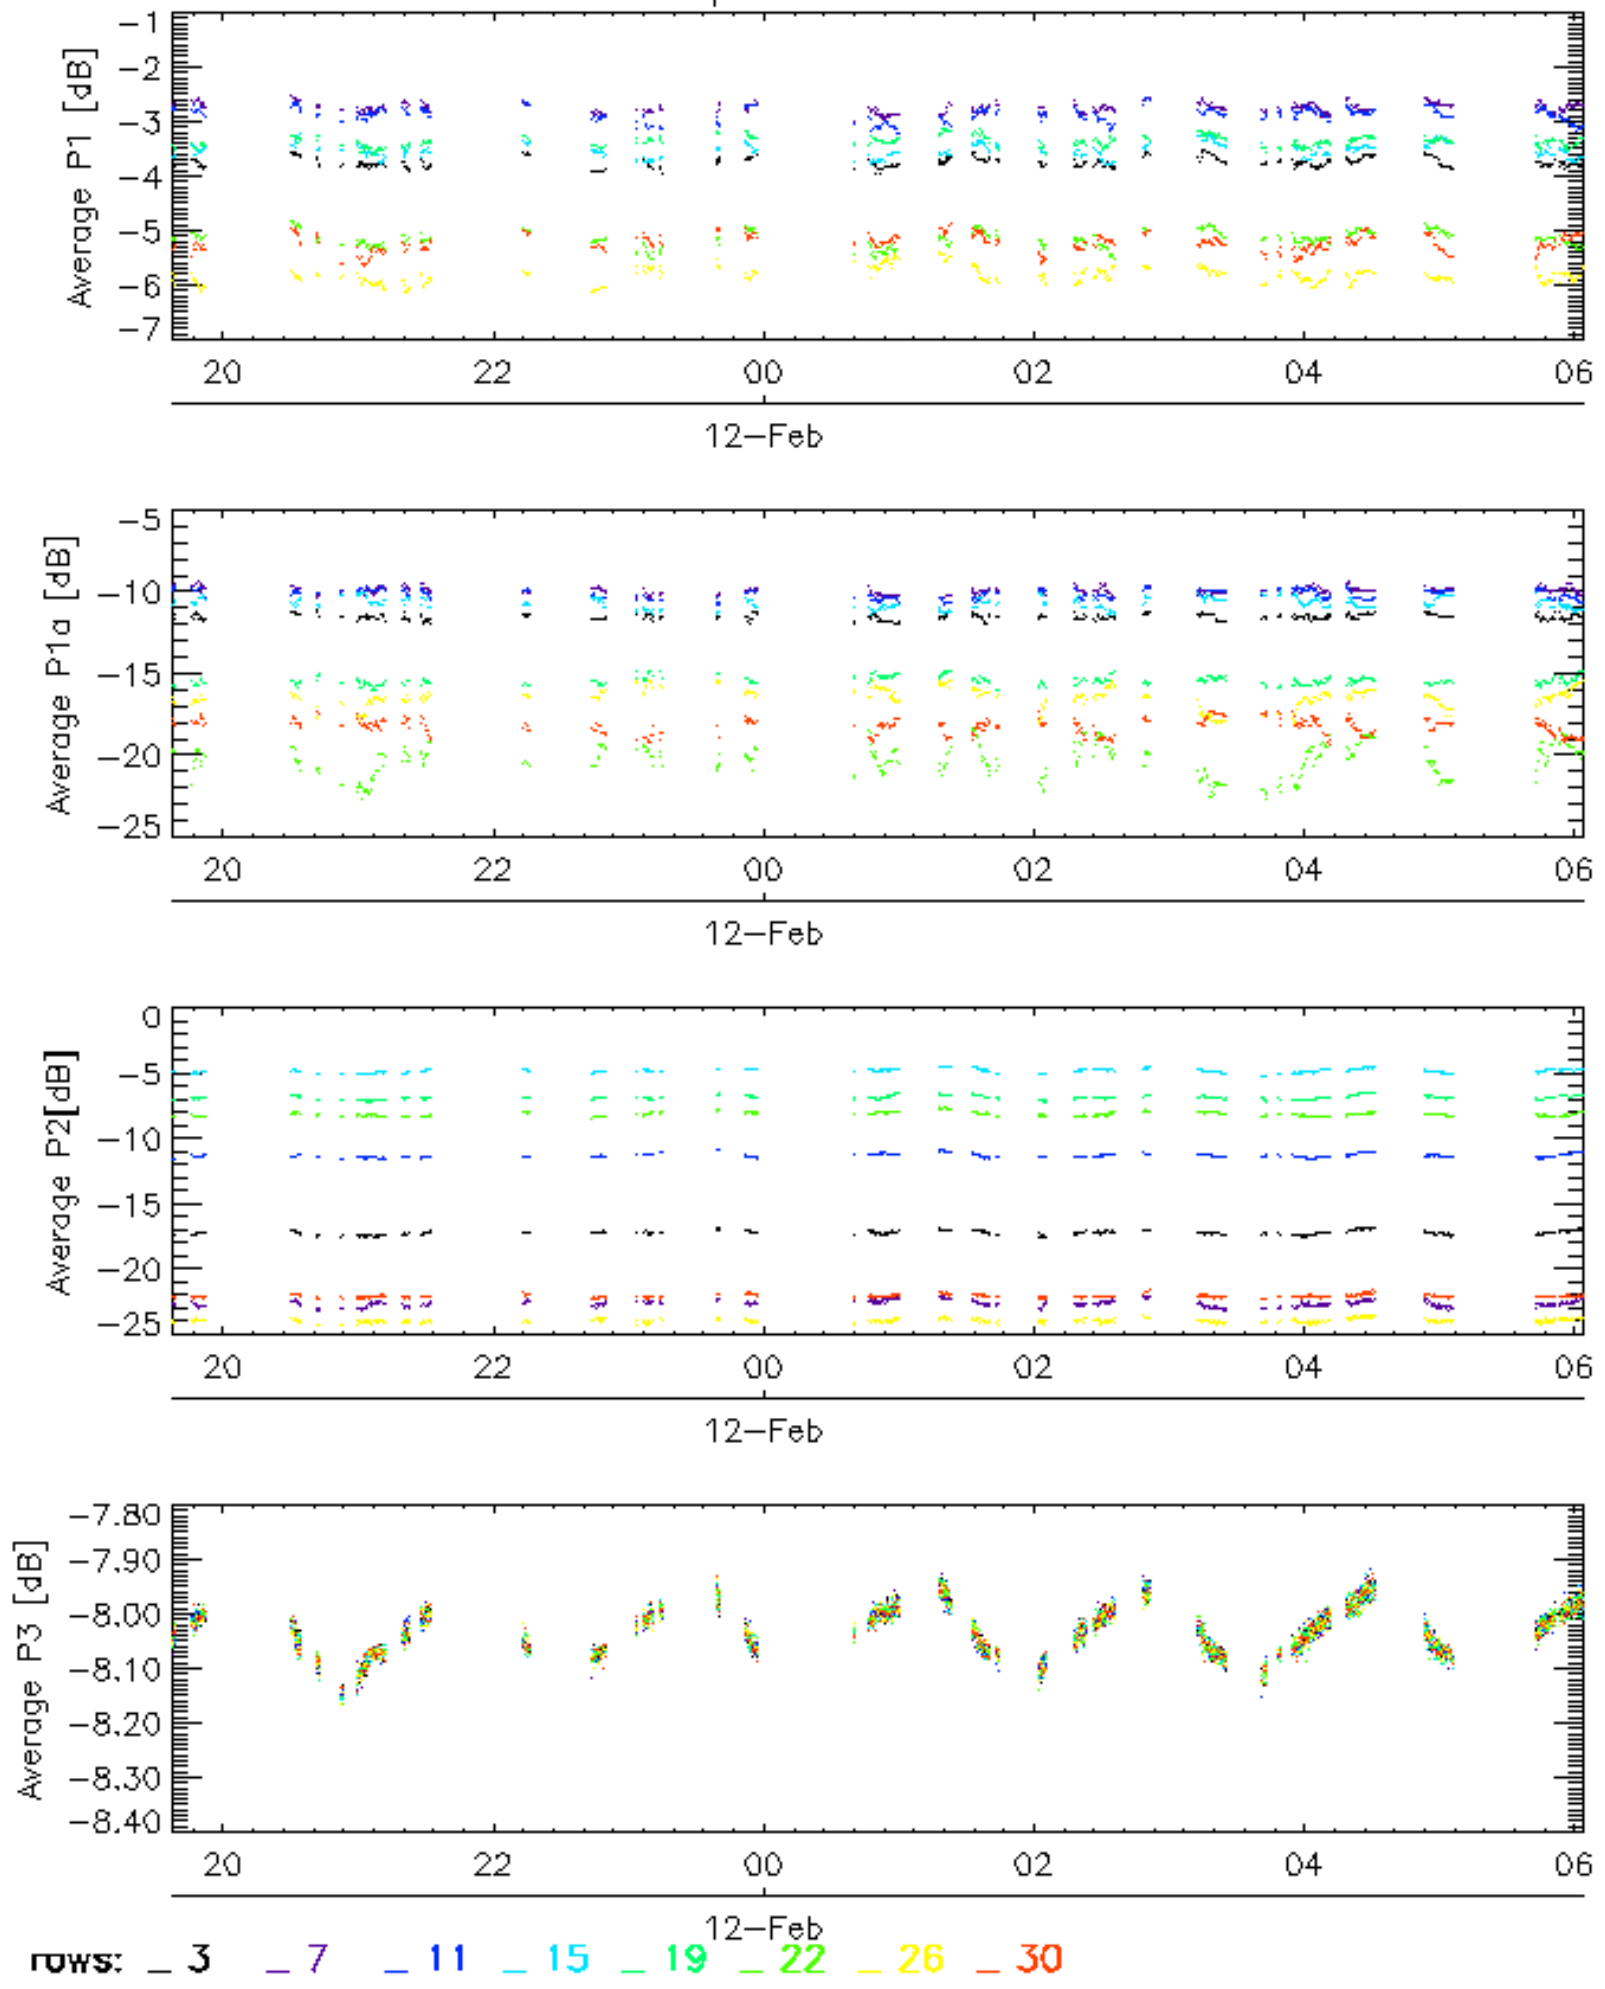 Average P1 [dB]
-1
-2
-3
-4
-5
-6
-7
20 22 00 02 04 06
12-Feb
Average P1a [dB]
-5
-10
-15
-20
-25
20 22 00 02 04 06
12-Feb
Average P2[dB]
0
-5
-10
-15
-20
-25
20 22 00 02 04 06
12-Feb
Average P3 [dB]
-7.80
-7.90
-8.00
-8.10
-8.20
-8.30
-8.40
20 22 00 02 04 06
12-Feb
rows: _ 3 _ 7 _ 11 _ 15 _ 19 _ 22 _ 26 _ 30